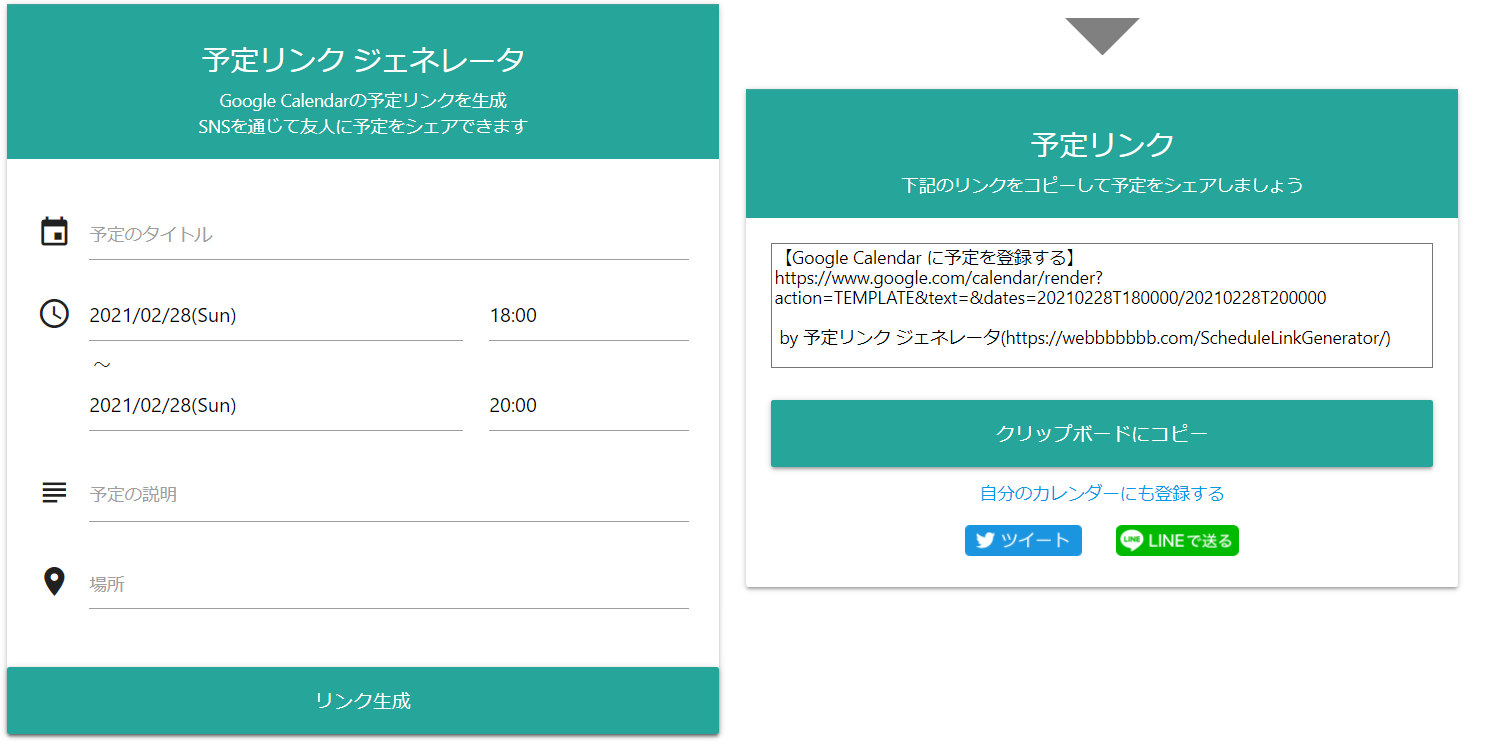 予定リンク ジェネレータ
Google Calendarの予定リンクを生成
SNSを通じて友人に予定をシェアできます
予定のタイトル
2021/02/28(Sun) 18:00
～
2021/02/28(Sun) 20:00
予定の説明
場所
リンク生成
予定リンク
下記のリンクをコピーして予定をシェアしましょう
【Google Calendar に予定を登録する】
https://www.google.com/calendar/render?
action=TEMPLATE&text=&dates=20210228T180000/20210228T200000
by 予定リンク ジェネレータ(https://webbbbbbb.com/ScheduleLinkGenerator/)
クリップボードにコピー
自分のカレンダーにも登録する
ツイート
LINE LINEで送る